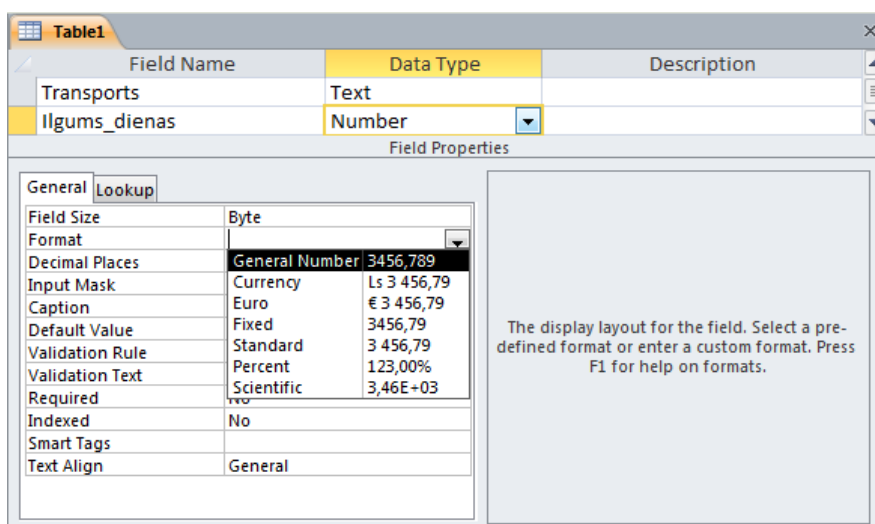 Table1
Field Name Data Type Description
Transports Text
Ilgums_dienas Number
Field Properties
General Lookup
Field Size Byte
Format
Decimal Places General Number 3456,789
Input Mask Currency Ls 3 456,79
Caption Euro € 3 456,79
Default Value Fixed 3456,79
Validation Rule Standard 3 456,79
Validation Text Percent 123,00%
Required Scientific 3,46E+03
Indexed No
Smart Tags
Text Align General
The display layout for the field. Select a pre-
defined format or enter a custom format. Press
F1 for help on formats.